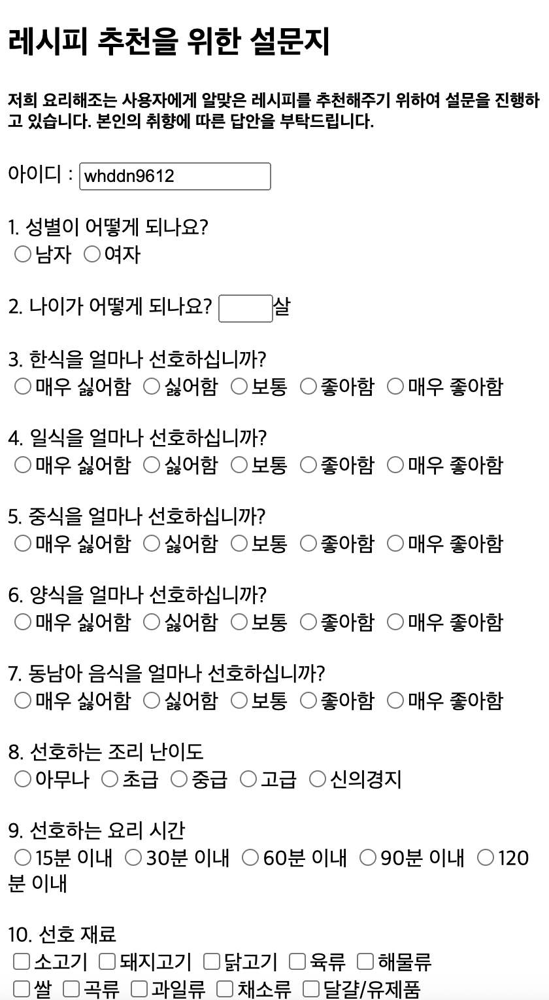 레시피 추천을 위한 설문지
저희 요리해조는 사용자에게 알맞은 레시피를 추천해주기 위하여 설문을 진행하
고 있습니다. 본인의 취향에 따른 답안을 부탁드립니다.
아이디 : whddn9612
1. 성별이 어떻게 되나요?
남자 여자
2. 나이가 어떻게 되나요? 살
3. 한식을 얼마나 선호하십니까?
매우 싫어함 싫어함 보통 좋아함 매우 좋아함
4. 일식을 얼마나 선호하십니까?
매우 싫어함 싫어함 보통 좋아함 매우 좋아함
5. 중식을 얼마나 선호하십니까?
매우 싫어함 싫어함 보통 좋아함 매우 좋아함
6. 양식을 얼마나 선호하십니까?
매우 싫어함 싫어함 보통 좋아함 매우 좋아함
7. 동남아 음식을 얼마나 선호하십니까?
매우 싫어함 싫어함 보통 좋아함 매우 좋아함
8. 선호하는 조리 난이도
아무나 초급 중급 고급 신의경지
9. 선호하는 요리 시간
15분 이내 30분 이내 60분 이내 90분 이내 120
분 이내
10. 선호 재료
소고기 돼지고기 닭고기 육류 해물류
쌀 곡류 과일류 채소류 달걀/유제품